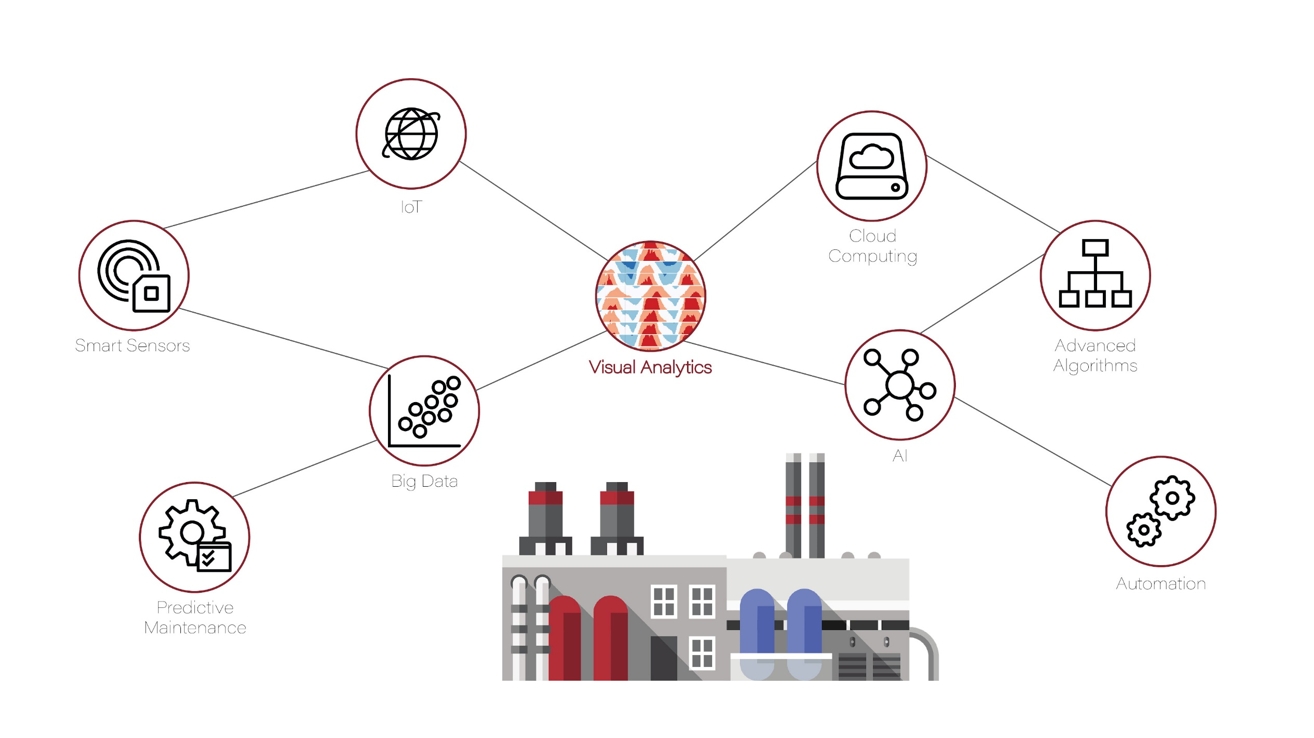 IoT
Cloud
Computing
Smart Sensors
Visual Analytics
Advanced
Algorithms
Big Data
AI
Automation
Predictive
Maintenance